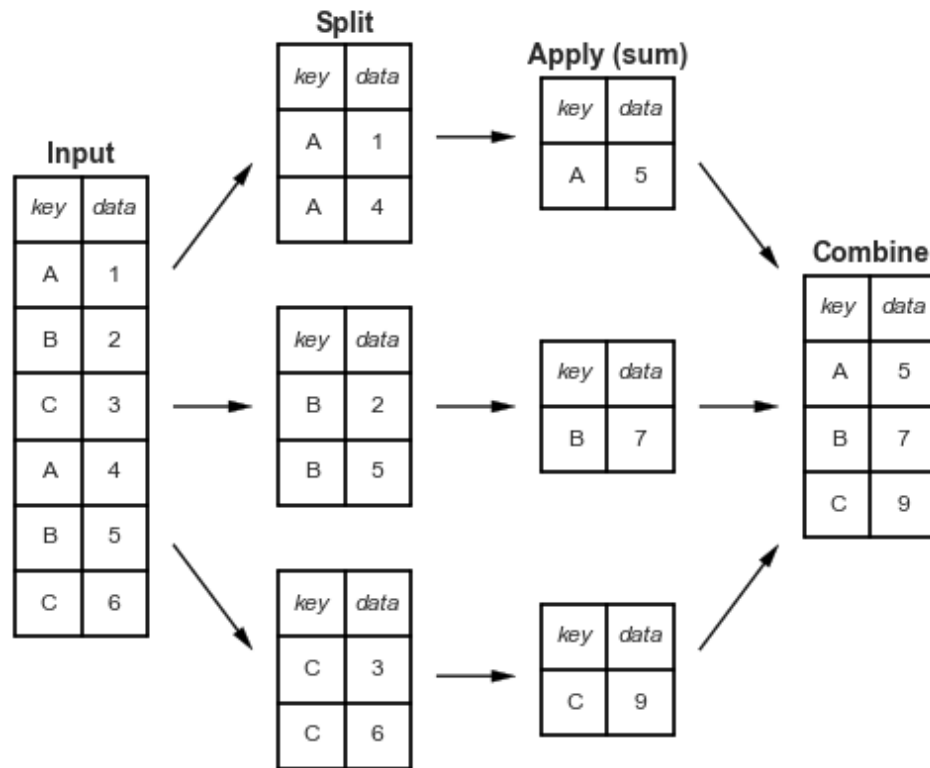 Input
key data
A 1
B 2
C 3
A 4
B 5
C 6
Split
key data
A 1
A 4
key data
B 2
B 5
key data
C 3
C 6
Apply (sum)
key data
A 5
key data
B 7
key data
C 9
Combine
key data
A 5
B 7
C 9